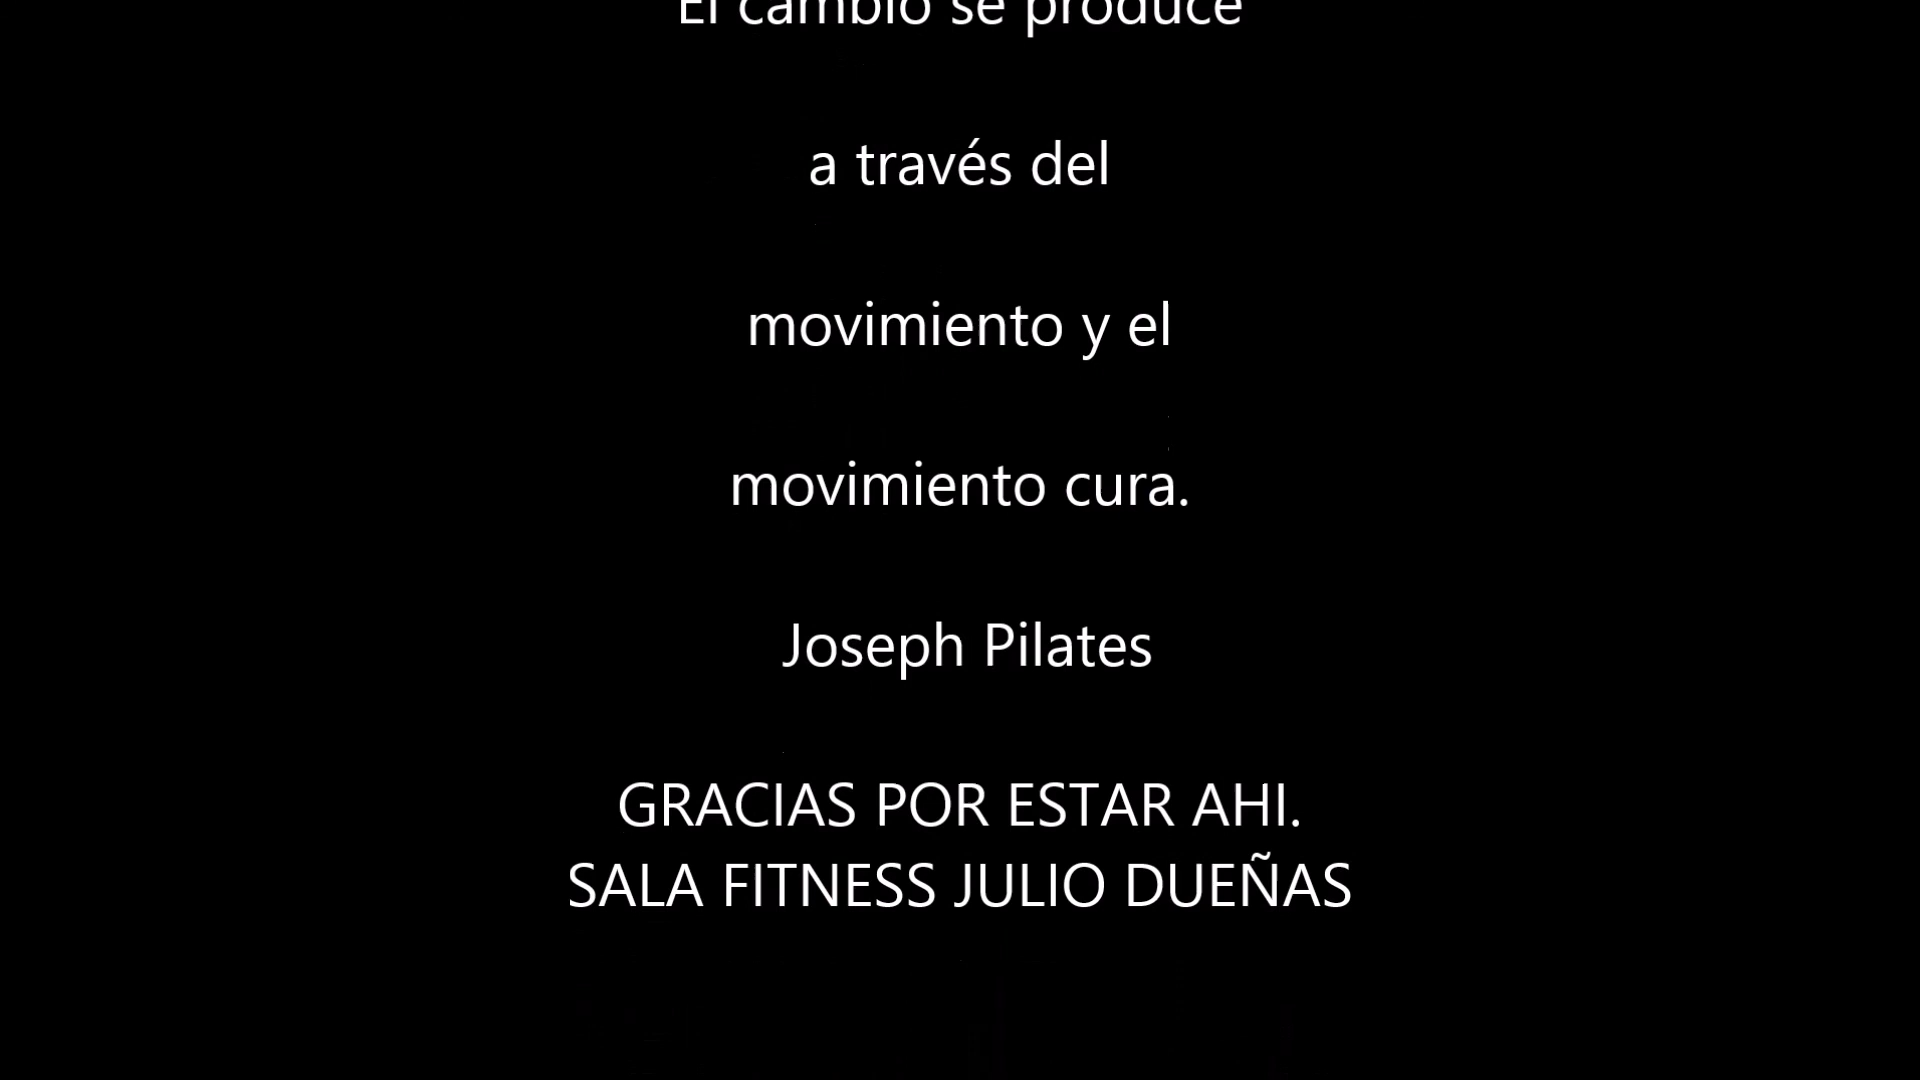 El cambio se produce
a través del
movimiento y el
movimiento cura.
Joseph Pilates
GRACIAS POR ESTAR AHI.
SALA FITNESS JULIO DUEÑAS